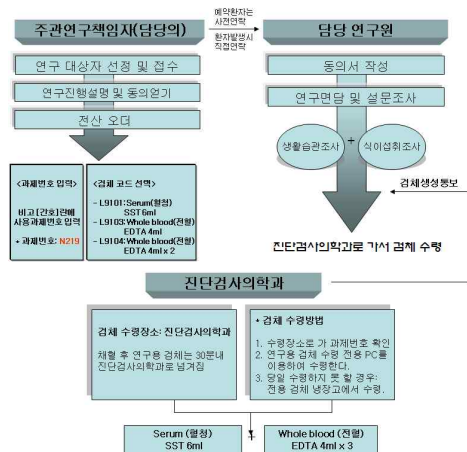 주관연구책임자(담당의)
예약환자는
사전연락
환자발생시
직접연락
담당 연구원
연구 대상자 선정 및 접수
연구진행설명 및 동의얻기
전산 오더
<과제번호 입력>
비고 [간호]란에
사용과제번호 입력
+ 과제번호: N219
<검체 코드 선택>
- L9101: Serum(혈청)
SST 6ml
- L9103: Whole blood(전혈)
EDTA 4ml
- L9104: Whole blood(전혈)
EDTA 4ml x 2
동의서 작성
연구면담 및 설문조사
생활습관조사
+
식이섭취조사
검체생성통보
진단검사의학과로 가서 검체 수령
진단검사의학과
검체 수령장소: 진단검사의학과
채혈 후 연구용 검체는 30분내
진단검사의학과로 넘겨짐
+ 검체 수령방법
1. 수령장소로 가 과제번호 확인
2. 연구용 검체 수령 전용 PC를
이용하여 수령한다.
3. 당일 수령하지 못 할 경우:
전용 검체 냉장고에서 수령.
Serum (혈청)
SST 6ml
Whole blood (전혈)
EDTA 4ml x 3